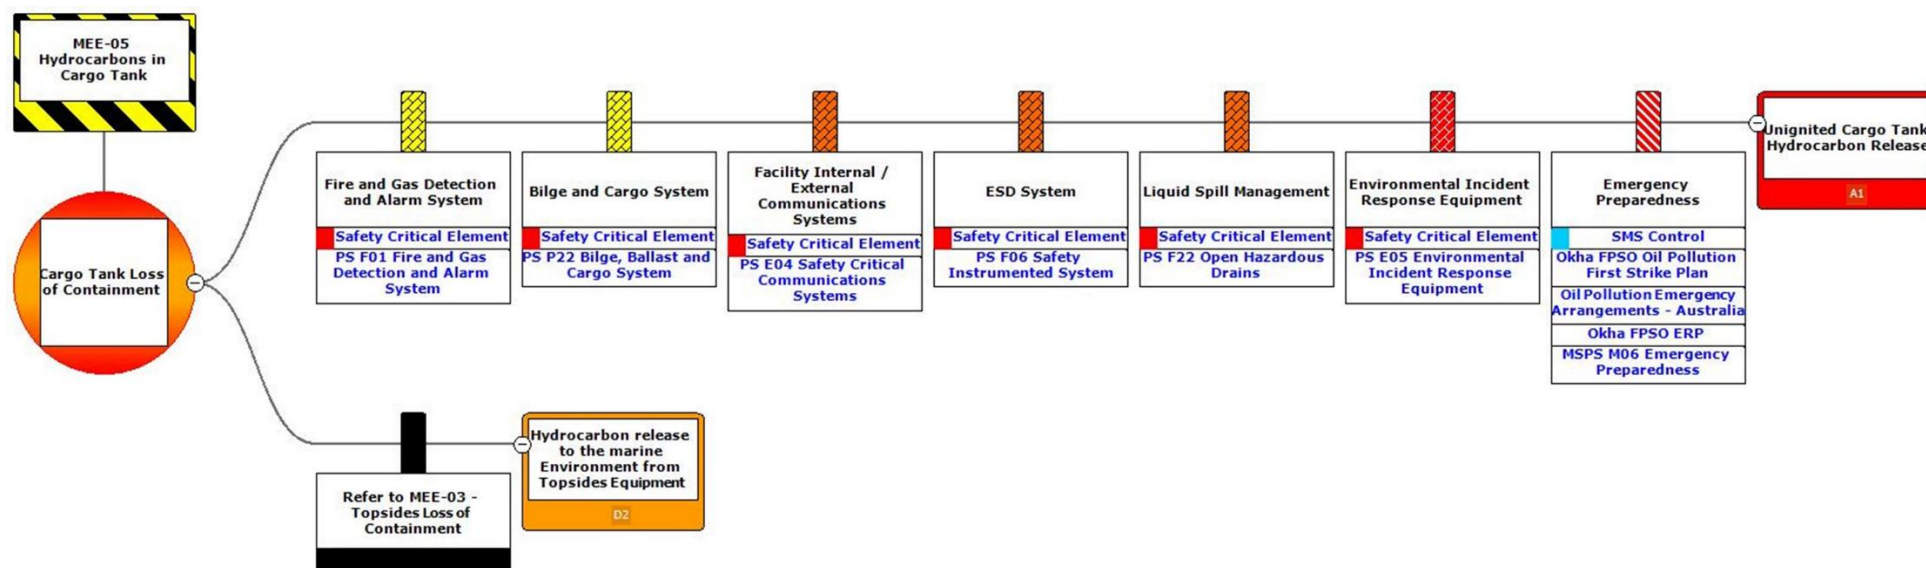 MEE-05
Hydrocarbons in
Cargo Tank
Cargo Tank Loss
of Containment
Fire and Gas Detection
and Alarm System
Safety Critical Element
PS F01 Fire and Gas
Detection and Alarm
System
Bilge and Cargo System
Safety Critical Element
PS P22 Bilge, Ballast and
Cargo System
Facility Internal /
External
Communications
Systems
Safety Critical Element
PS E04 Safety Critical
Communications
Systems
ESD System
Safety Critical Element
PS F06 Safety
Instrumented System
Liquid Spill Management
Safety Critical Element
PS F22 Open Hazardous
Drains
Environmental Incident
Response Equipment
Safety Critical Element
PS E05 Environmental
Incident Response
Equipment
Emergency
Preparedness
SMS Control
Okha FPSO Oil Pollution
First Strike Plan
Oil Pollution Emergency
Arrangements - Australia
Okha FPSO ERP
MSPS M06 Emergency
Preparedness
Unignited Cargo Tank
Hydrocarbon Release
A1
Refer to MEE-03 -
Topsides Loss of
Containment
Hydrocarbon release
to the marine
Environment from
Topsides Equipment
D2